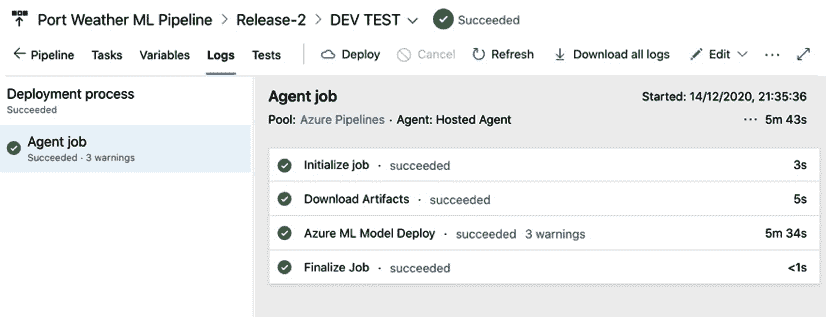 Port Weather ML Pipeline > Release-2 > DEV TEST Succeeded
Pipeline Tasks Variables Logs Tests Deploy Cancel Refresh Download all logs Edit ...
Deployment process
Succeeded
Agent job
Succeeded · 3 warnings
Agent job Started: 14/12/2020, 21:35:36
Pool: Azure Pipelines · Agent: Hosted Agent ... 5m 43s
Initialize job · succeeded 3s
Download Artifacts · succeeded 5s
Azure ML Model Deploy · succeeded 3 warnings 5m 34s
Finalize Job · succeeded <1s